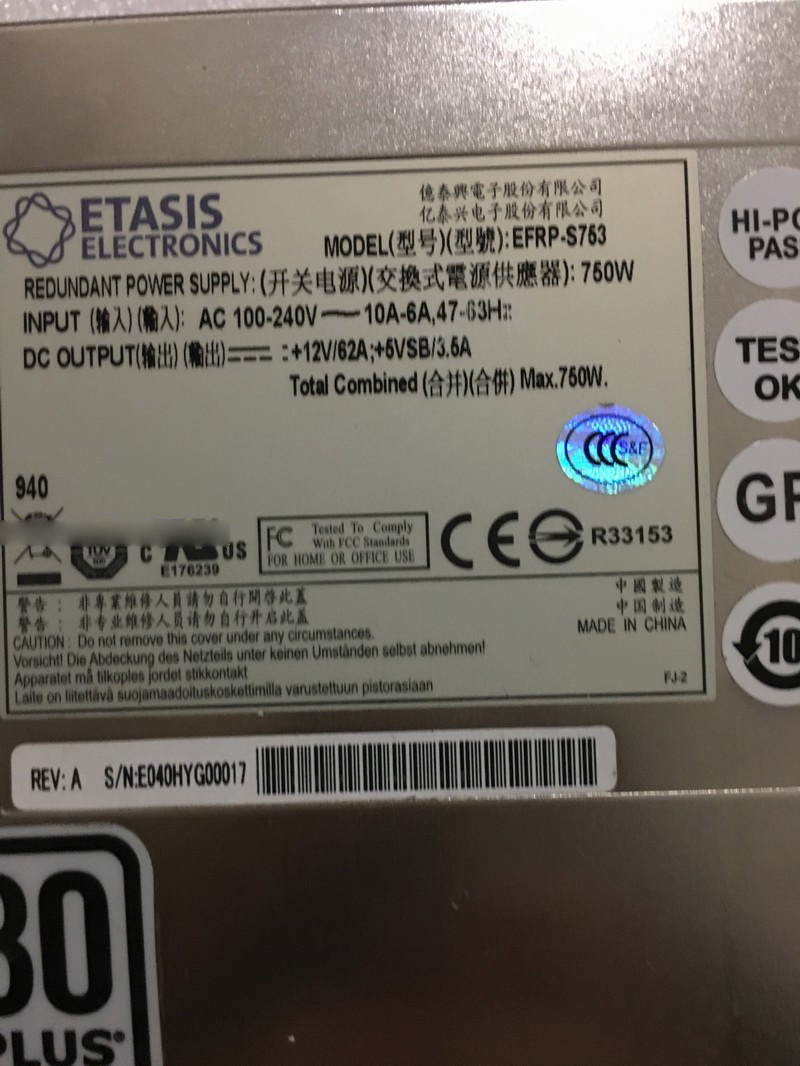 ETASIS
ELECTRONICS
億泰興電子股份有限公司
亿泰兴电子股份有限公司
MODEL(型号)(型號):EFRP-S753
REDUNDANT POWER SUPPLY:(开关电源)(交換式電源供應器): 750W
INPUT (输入)(輸入): AC 100-240V 10A-6A,47-63Hz
DC OUTPUT(输出)(輸出) :+12V/62A;+5VSB/3.5A
Total Combined (合并)(合併) Max.750W.
CCC S&E
940
TUV
C US
E176239
FC Tested To Comply
With FCC Standards
FOR HOME OR OFFICE USE
CE
R33153
警告: 非專業維修人員請勿自行開啓此蓋
警告: 非专业维修人员请勿自行开启此盖
CAUTION : Do not remove this cover under any circumstances.
Vorsicht! Die Abdeckung des Netzteils unter keinen Umständen selbst abnehmen!
Apparatet må tilkoples jordet stikkontakt
Laite on liitettävä suojamaadoituskoskettimilla varustettuun pistorasiaan
中國製造
中国制造
MADE IN CHINA
FJ-2
HI-PO
PAS
TES
OK
GP
10
REV: A S/N:E040HYG00017
80
PLUS®